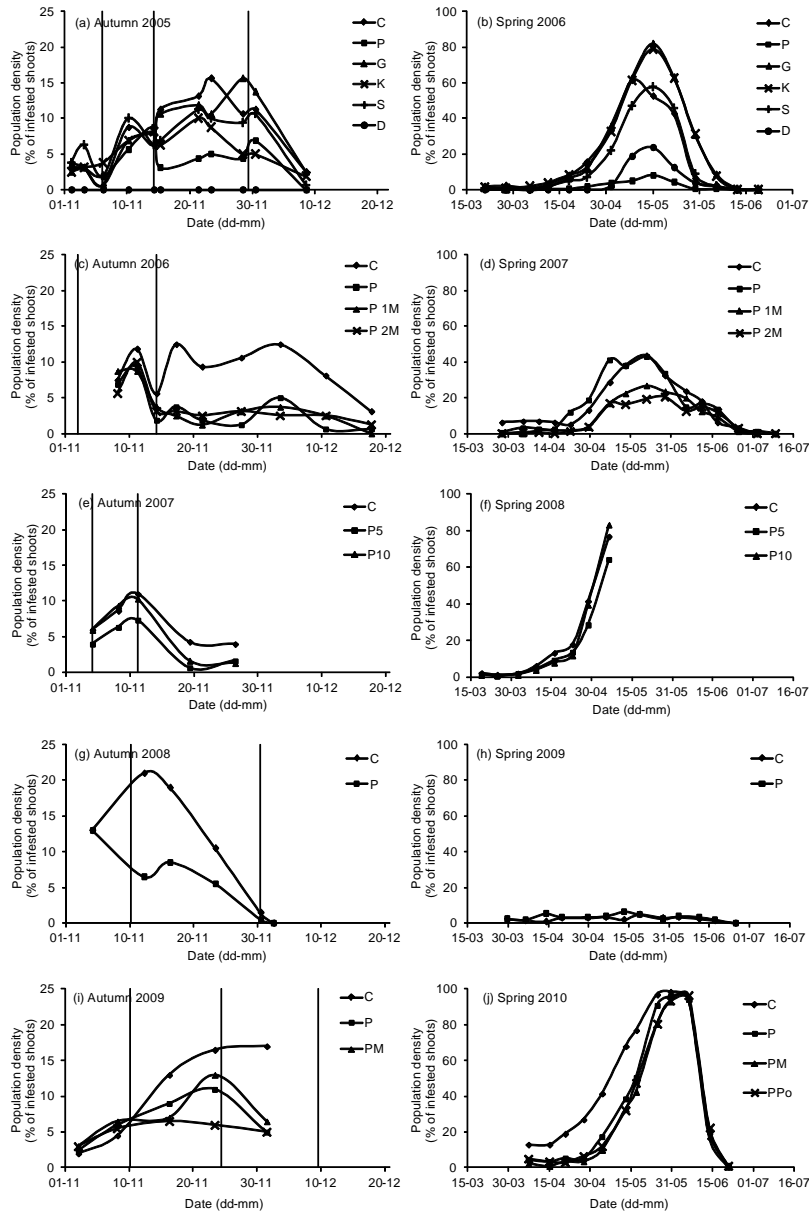 (a) Autumn 2005
Population density
(% of infested shoots)
25
20
15
10
5
0
01-11 10-11 20-11 30-11 10-12 20-12
Date (dd-mm)
C
P
G
K
S
D
(b) Spring 2006
Population density
(% of infested shoots)
100
80
60
40
20
0
15-03 30-03 15-04 30-04 15-05 31-05 15-06 01-07
Date (dd-mm)
C
P
G
K
S
D
(c) Autumn 2006
Population density
(% of infested shoots)
25
20
15
10
5
0
01-11 10-11 20-11 30-11 10-12 20-12
Date (dd-mm)
C
P
P 1M
P 2M
(d) Spring 2007
Population density
(% of infested shoots)
100
80
60
40
20
0
15-03 30-03 14-04 30-04 15-05 31-05 15-06 01-07 16-07
Date (dd-mm)
C
P
P 1M
P 2M
(e) Autumn 2007
Population density
(% of infested shoots)
25
20
15
10
5
0
01-11 10-11 20-11 30-11 10-12 20-12
Date (dd-mm)
C
P5
P10
(f) Spring 2008
Population density
(% of infested shoots)
100
80
60
40
20
0
15-03 30-03 15-04 30-04 15-05 31-05 15-06 01-07 16-07
Date (dd-mm)
C
P5
P10
(g) Autumn 2008
Population density
(% of infested shoots)
25
20
15
10
5
0
01-11 10-11 20-11 30-11 10-12 20-12
Date (dd-mm)
C
P
(h) Spring 2009
Population density
(% of infested shoots)
100
80
60
40
20
0
15-03 30-03 15-04 30-04 15-05 31-05 15-06 01-07 16-07
Date (dd-mm)
C
P
(i) Autumn 2009
Population density
(% of infested shoots)
25
20
15
10
5
0
01-11 10-11 20-11 30-11 10-12 20-12
Date (dd-mm)
C
P
PM
(j) Spring 2010
Population density
(% of infested shoots)
100
80
60
40
20
0
15-03 30-03 15-04 30-04 15-05 31-05 15-06 01-07 16-07
Date (dd-mm)
C
P
PM
PPo